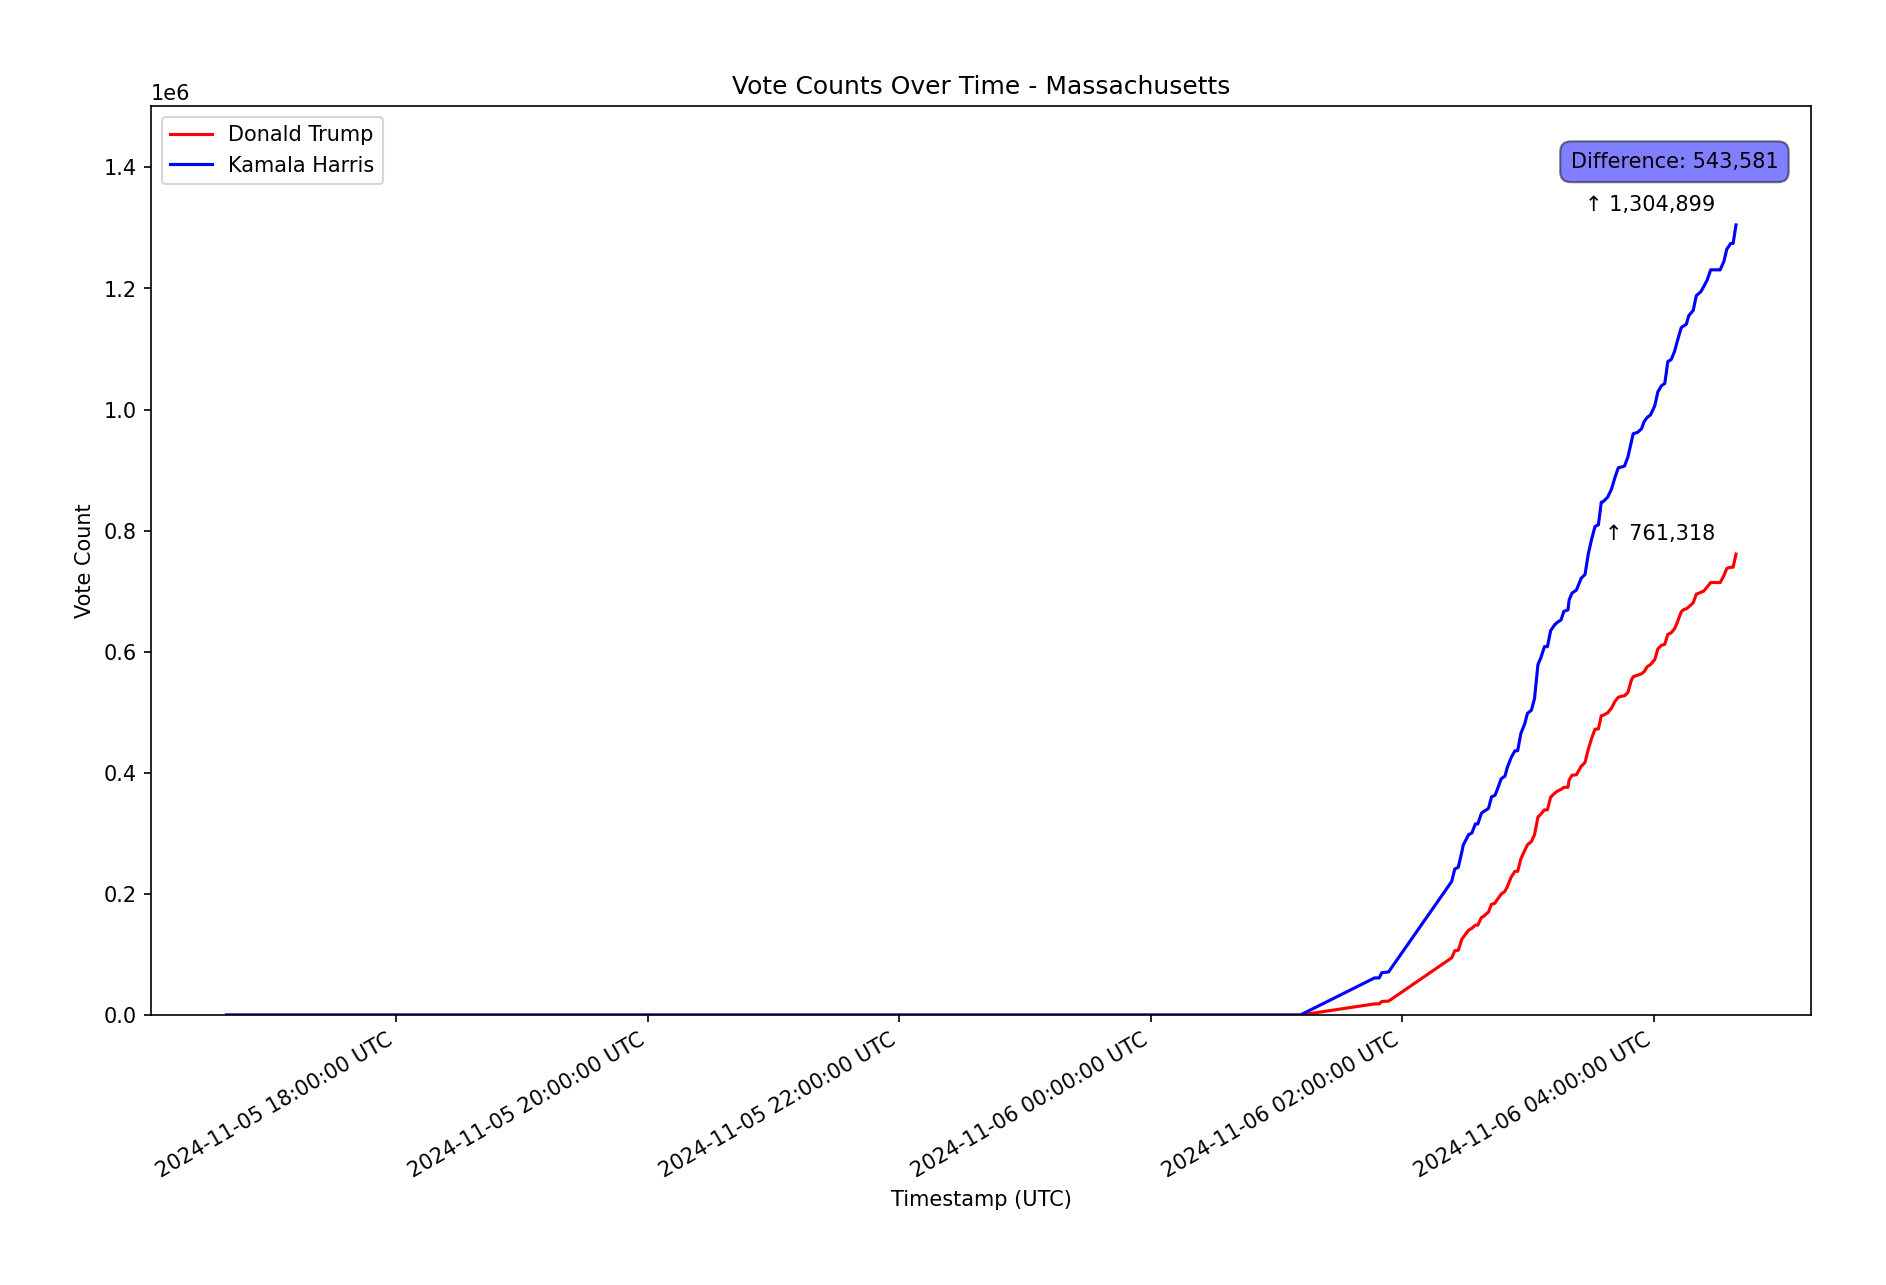 Vote Counts Over Time - Massachusetts
1e6
Donald Trump
Kamala Harris
Difference: 543,581
↑ 1,304,899
↑ 761,318
Vote Count
1.4
1.2
1.0
0.8
0.6
0.4
0.2
0.0
2024-11-05 18:00:00 UTC
2024-11-05 20:00:00 UTC
2024-11-05 22:00:00 UTC
2024-11-06 00:00:00 UTC
2024-11-06 02:00:00 UTC
2024-11-06 04:00:00 UTC
Timestamp (UTC)